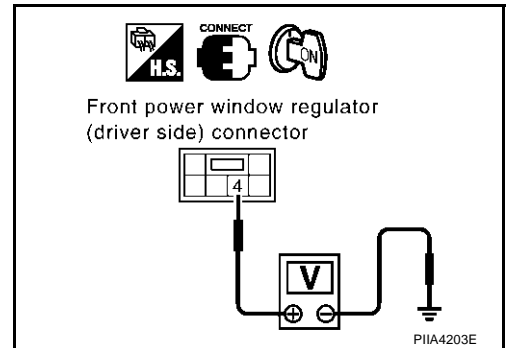 CONNECT
H.S.
ON
Front power window regulator
(driver side) connector
4
V
⊕ ⊖
PIIA4203E